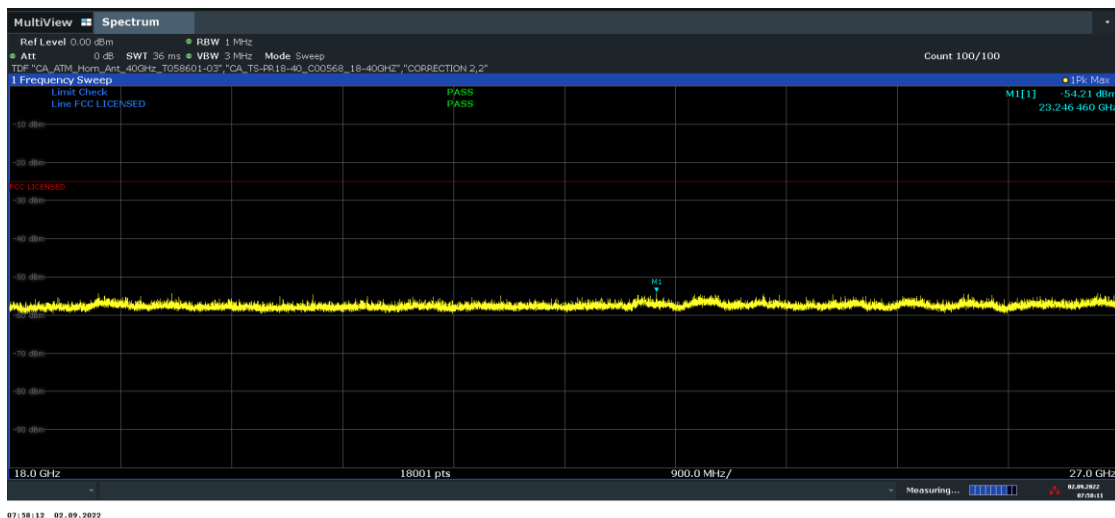 MultiView Spectrum
Ref Level 0.00 dBm RBW 1 MHz
Att 0 dB SWT 36 ms VBW 3 MHz Mode Sweep Count 100/100
TDF "CA_ATM_Horn_Ant_40GHz_T058601-03","CA_TS-PR18-40_C00568_18-40GHZ","CORRECTION 2,2"
1 Frequency Sweep 1Pk Max
Limit Check PASS M1[1] -54.21 dBm
Line FCC LICENSED PASS 23.246 460 GHz
-10 dBm
-20 dBm
FCC LICENSED
-30 dBm
-40 dBm
-50 dBm
M1
-60 dBm
-70 dBm
-80 dBm
-90 dBm
18.0 GHz 18001 pts 900.0 MHz/ 27.0 GHz
Measuring... 02.09.2022
07:58:11
07:58:12 02.09.2022